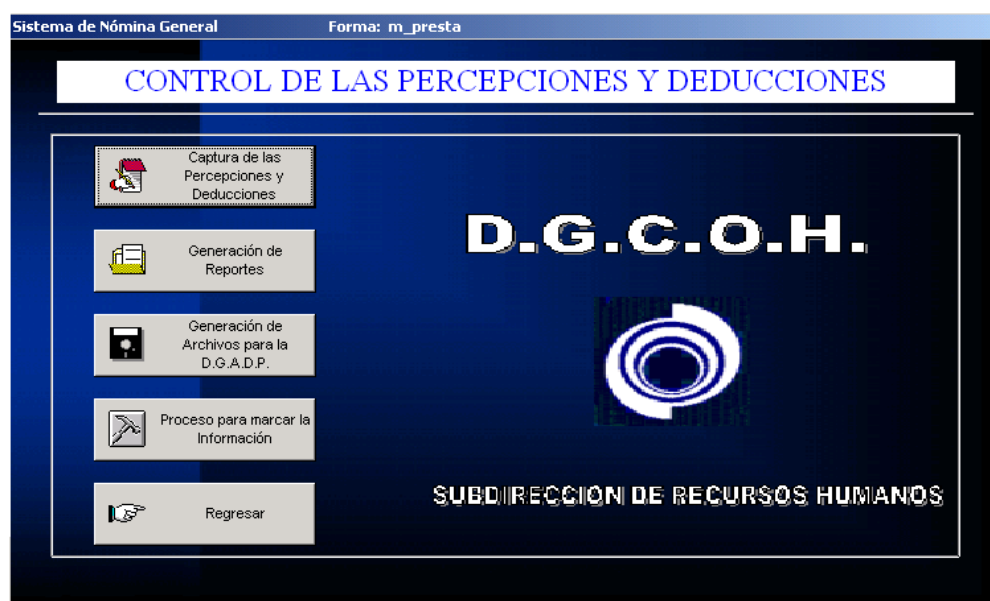 Sistema de Nómina General Forma: m_presta
CONTROL DE LAS PERCEPCIONES Y DEDUCCIONES
Captura de las
Percepciones y
Deducciones
Generación de
Reportes
Generación de
Archivos para la
D.G.A.D.P.
Proceso para marcar la
Información
Regresar
D.G.C.O.H.
SUBDIRECCION DE RECURSOS HUMANOS